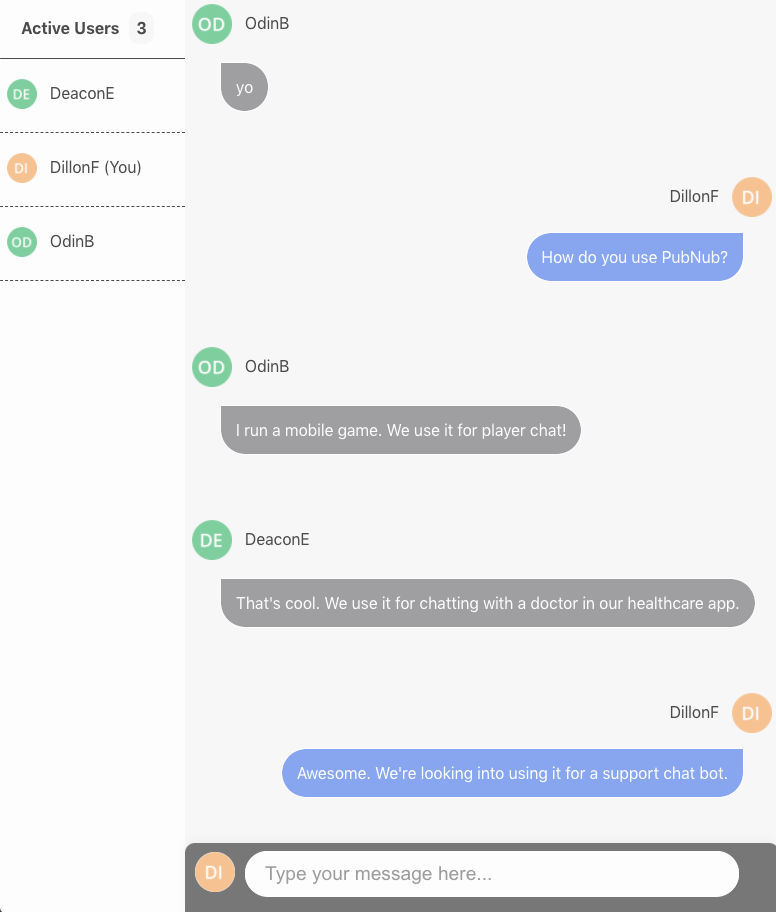 Active Users 3
DE DeaconE
DI DillonF (You)
OD OdinB
OD OdinB
yo
DillonF DI
How do you use PubNub?
OD OdinB
I run a mobile game. We use it for player chat!
DE DeaconE
That's cool. We use it for chatting with a doctor in our healthcare app.
DillonF DI
Awesome. We're looking into using it for a support chat bot.
DI Type your message here...